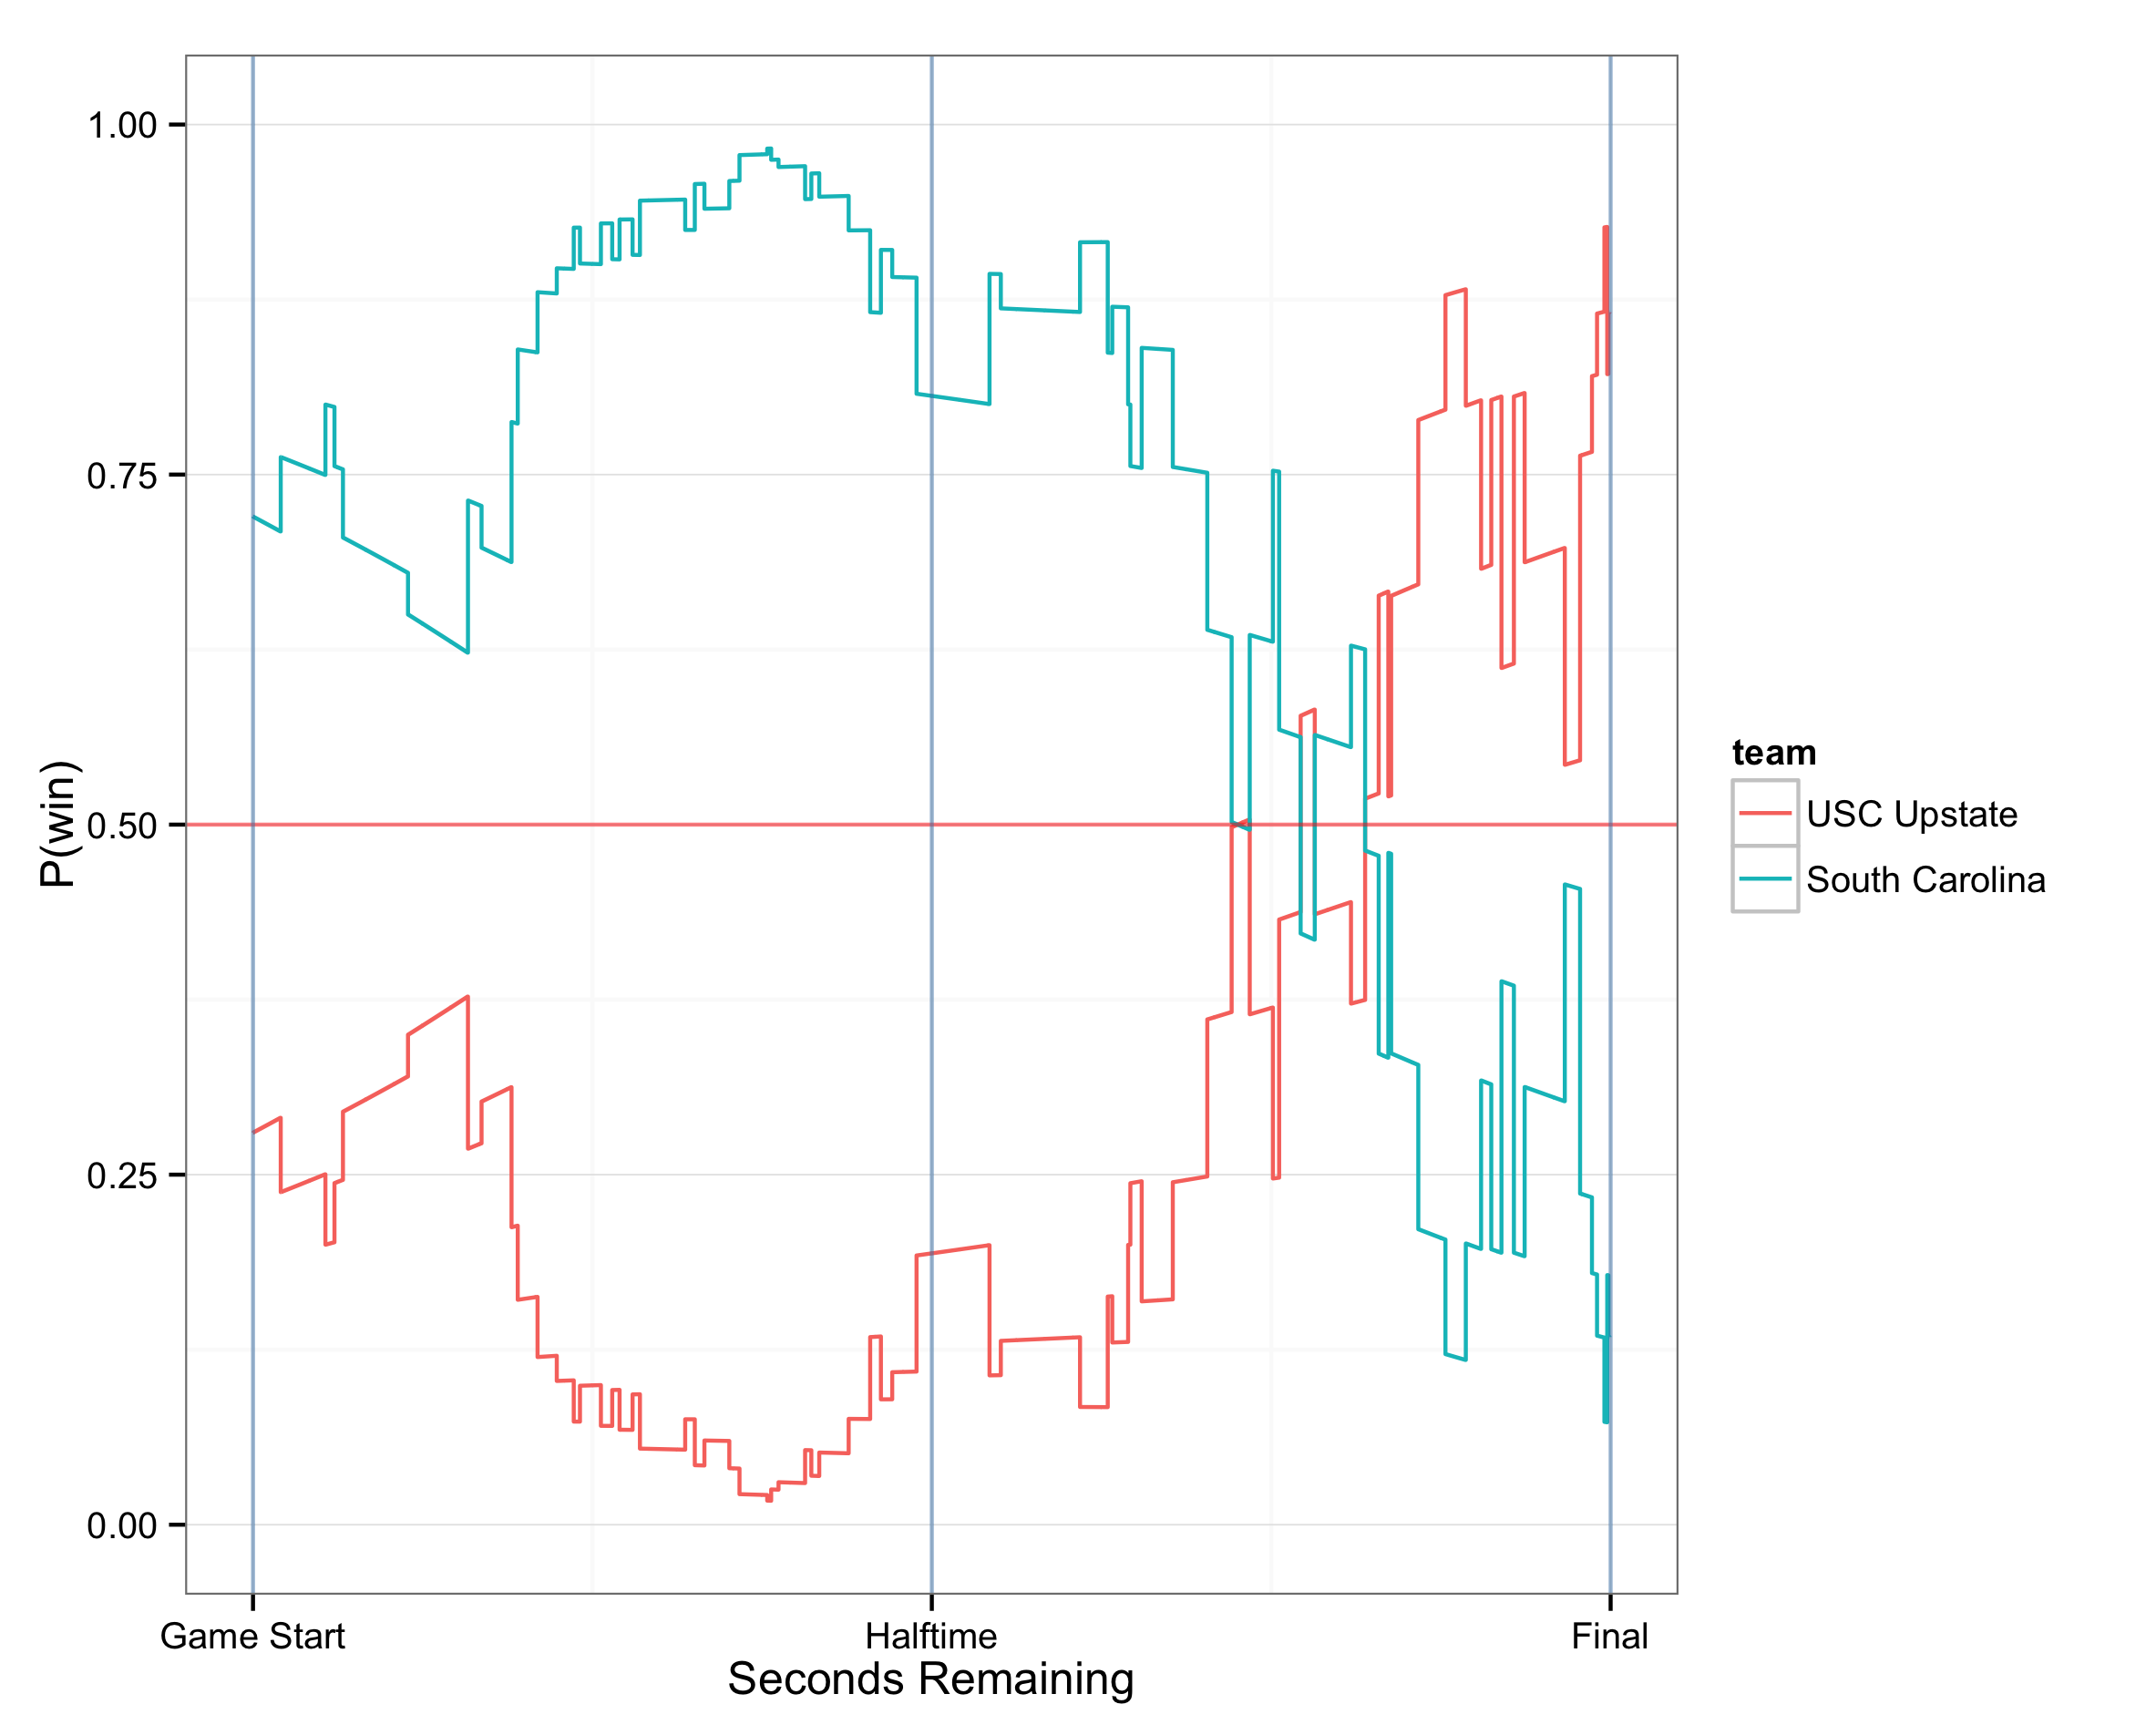 1.00
0.75
0.50
0.25
0.00
P(win)
Game Start
Halftime
Final
Seconds Remaining
team
USC Upstate
South Carolina